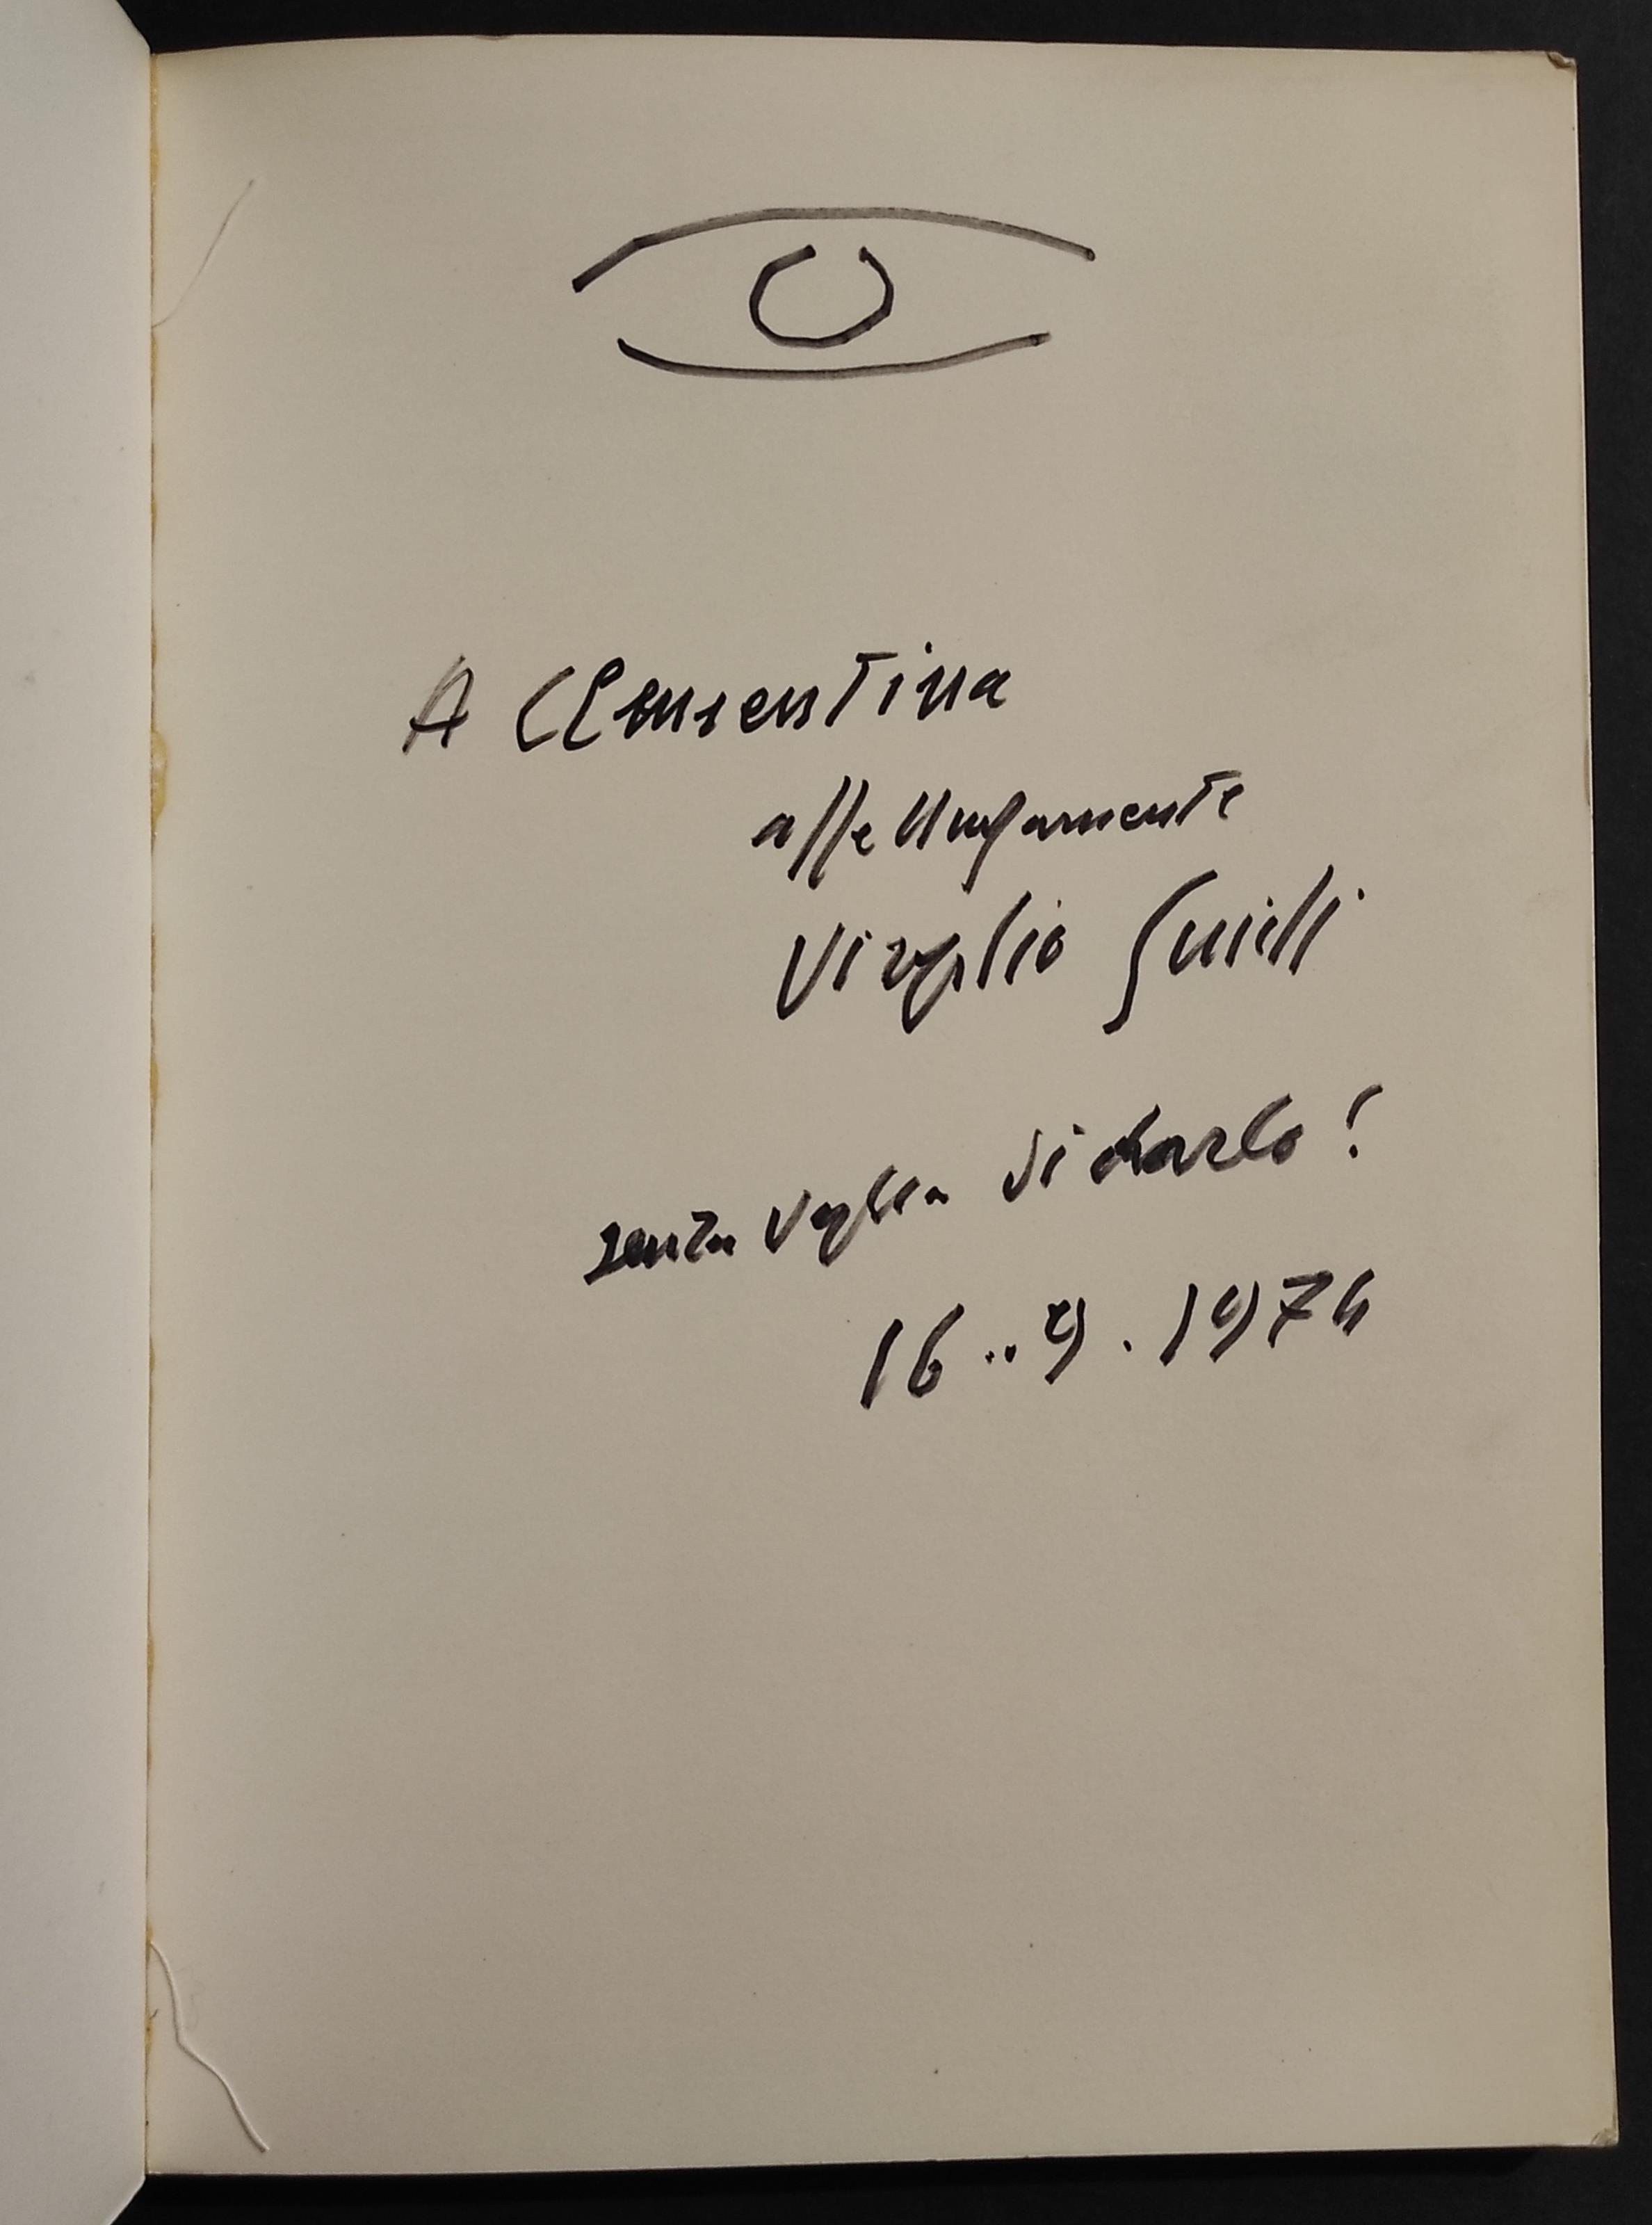 A Clementina
affettuosamente
Virgilio Guidi
senza voglia di darlo!
16..9.1974